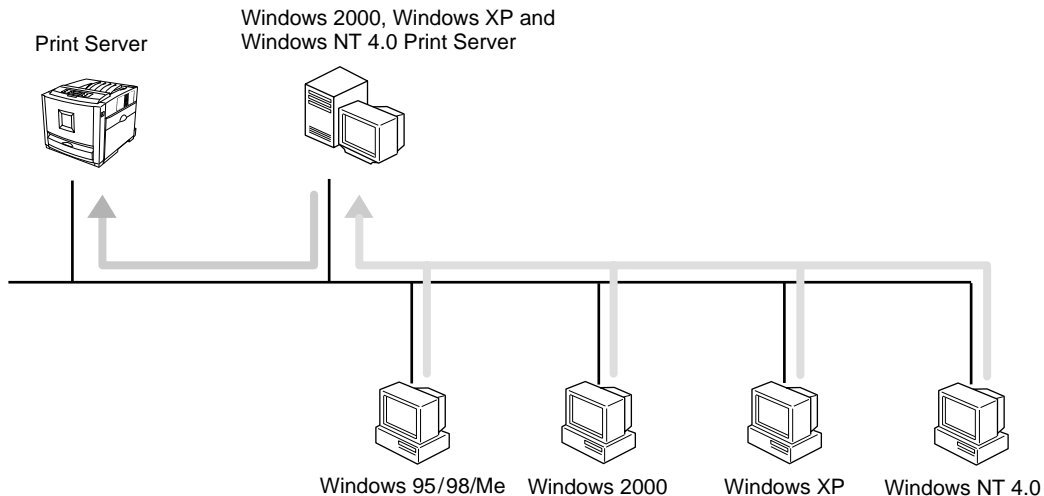 Windows 2000, Windows XP and
Windows NT 4.0 Print Server
Print Server
Windows 95/98/Me
Windows 2000
Windows XP
Windows NT 4.0